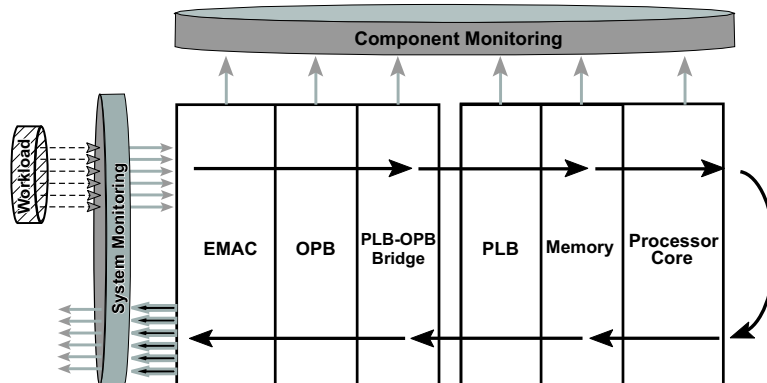 Component Monitoring
Workload
System Monitoring
EMAC
OPB
PLB-OPB
Bridge
PLB
Memory
Processor
Core